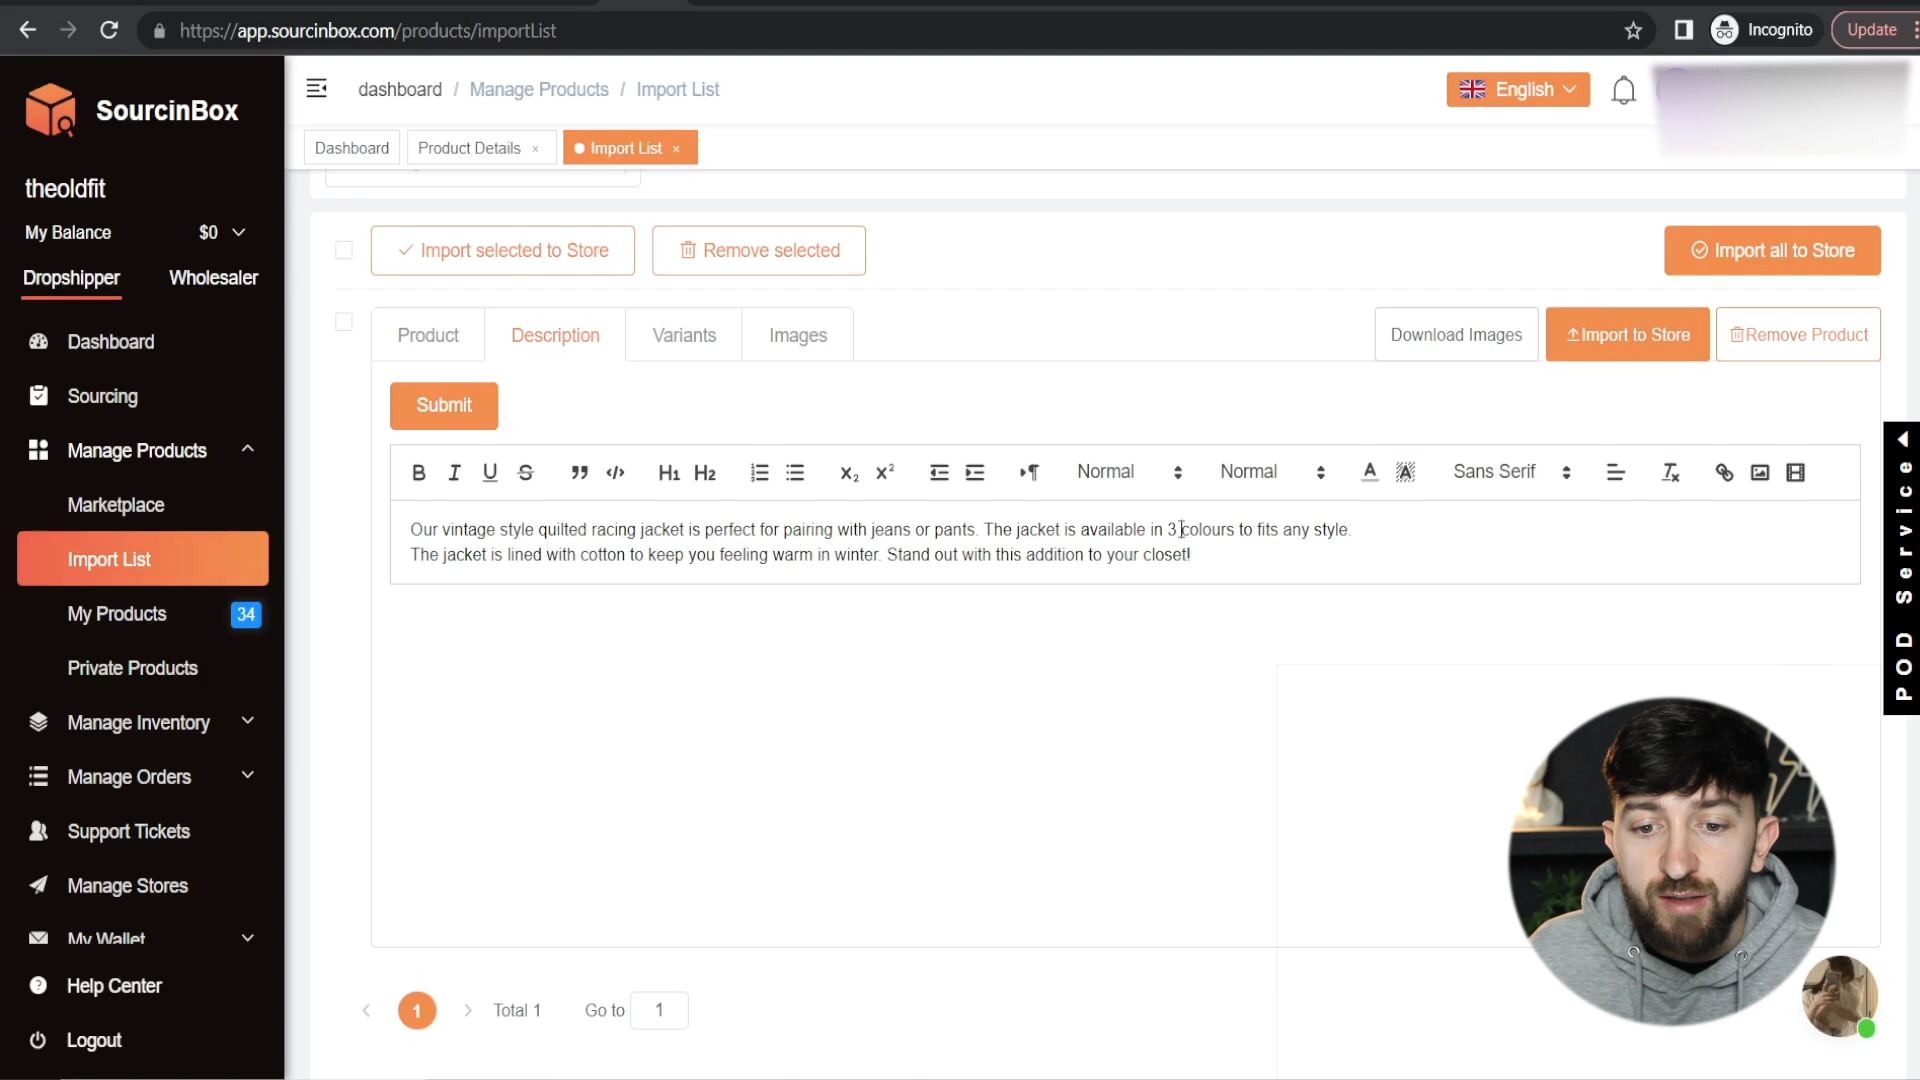 https://app.sourcinbox.com/products/importList
Incognito
Update
SourcinBox
dashboard / Manage Products / Import List
English
Dashboard
Product Details ×
Import List ×
theoldfit
My Balance $0
Dropshipper Wholesaler
Import selected to Store
Remove selected
Import all to Store
Product
Description
Variants
Images
Download Images
Import to Store
Remove Product
Dashboard
Submit
Sourcing
Manage Products
B I U S H1 H2 X2 X2 Normal Normal A A Sans Serif Tx
Marketplace
Our vintage style quilted racing jacket is perfect for pairing with jeans or pants. The jacket is available in 3 colours to fits any style.
The jacket is lined with cotton to keep you feeling warm in winter. Stand out with this addition to your closet!
Import List
My Products 34
Private Products
Manage Inventory
Manage Orders
Support Tickets
Manage Stores
My Wallet
Help Center
Logout
POD Service
1 Total 1 Go to 1